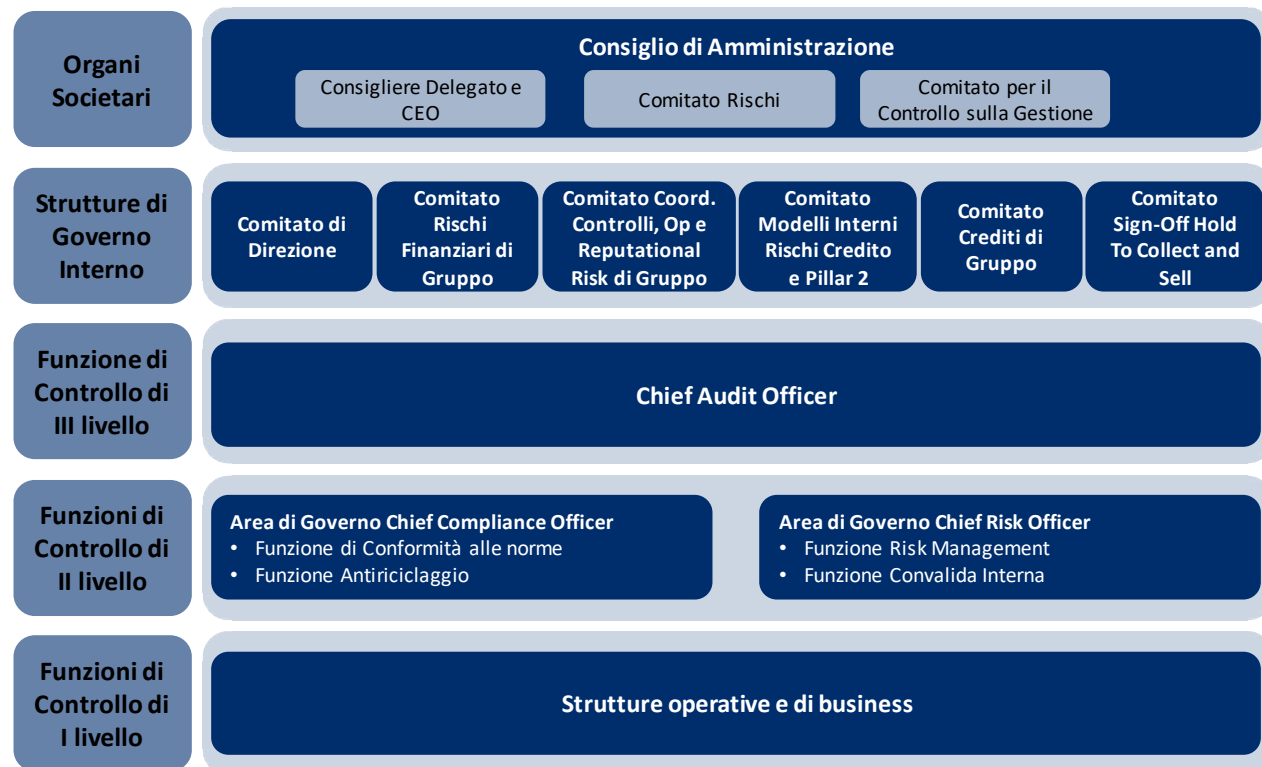 Organi
Societari
Consiglio di Amministrazione
Consigliere Delegato e
CEO
Comitato Rischi
Comitato per il
Controllo sulla Gestione
Strutture di
Governo
Interno
Comitato di
Direzione
Comitato
Rischi
Finanziari di
Gruppo
Comitato Coord.
Controlli, Op e
Reputational
Risk di Gruppo
Comitato
Modelli Interni
Rischi Credito
e Pillar 2
Comitato
Crediti di
Gruppo
Comitato
Sign-Off Hold
To Collect and
Sell
Funzione di
Controllo di
III livello
Chief Audit Officer
Funzioni di
Controllo di
II livello
Area di Governo Chief Compliance Officer
• Funzione di Conformità alle norme
• Funzione Antiriciclaggio
Area di Governo Chief Risk Officer
• Funzione Risk Management
• Funzione Convalida Interna
Funzioni di
Controllo di
I livello
Strutture operative e di business